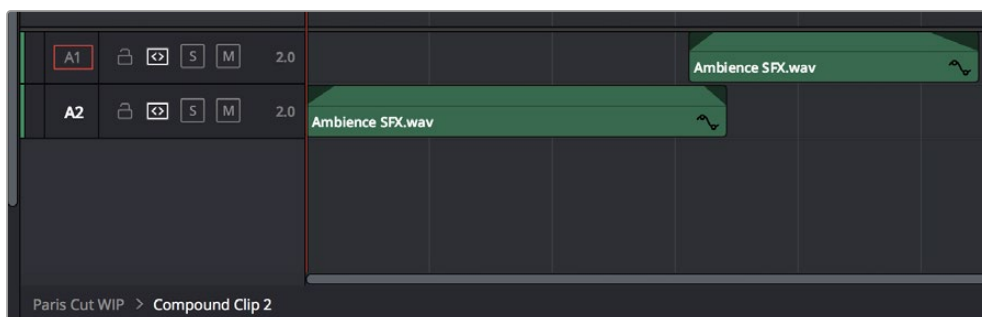 A1 S M 2.0
Ambience SFX.wav
A2 S M 2.0
Ambience SFX.wav
Paris Cut WIP > Compound Clip 2